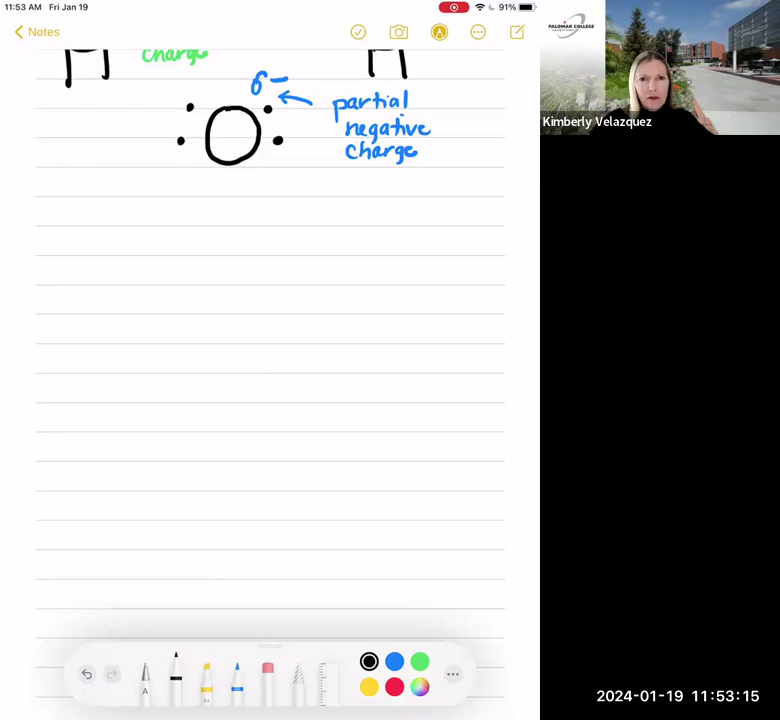 11:53 AM Fri Jan 19
91%
Notes
H
H
charge
δ−
O
partial
negative
charge
PALOMAR COLLEGE
Kimberly Velazquez
A
2024-01-19 11:53:15